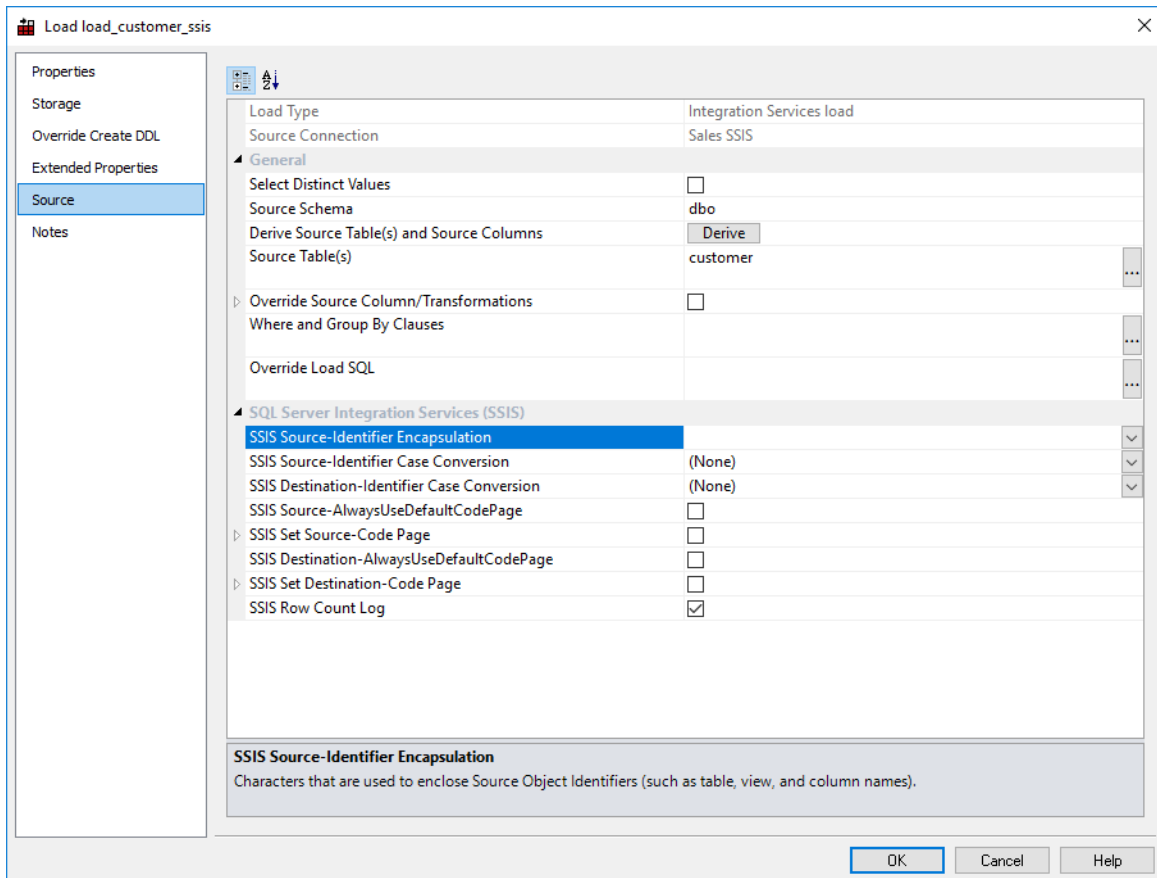 Load load_customer_ssis
Properties
Storage
Override Create DDL
Extended Properties
Source
Notes
Load Type Integration Services load
Source Connection Sales SSIS
General
Select Distinct Values
Source Schema dbo
Derive Source Table(s) and Source Columns Derive
Source Table(s) customer ...
Override Source Column/Transformations
Where and Group By Clauses ...
Override Load SQL ...
SQL Server Integration Services (SSIS)
SSIS Source-Identifier Encapsulation
SSIS Source-Identifier Case Conversion (None)
SSIS Destination-Identifier Case Conversion (None)
SSIS Source-AlwaysUseDefaultCodePage
SSIS Set Source-Code Page
SSIS Destination-AlwaysUseDefaultCodePage
SSIS Set Destination-Code Page
SSIS Row Count Log
SSIS Source-Identifier Encapsulation
Characters that are used to enclose Source Object Identifiers (such as table, view, and column names).
OK Cancel Help